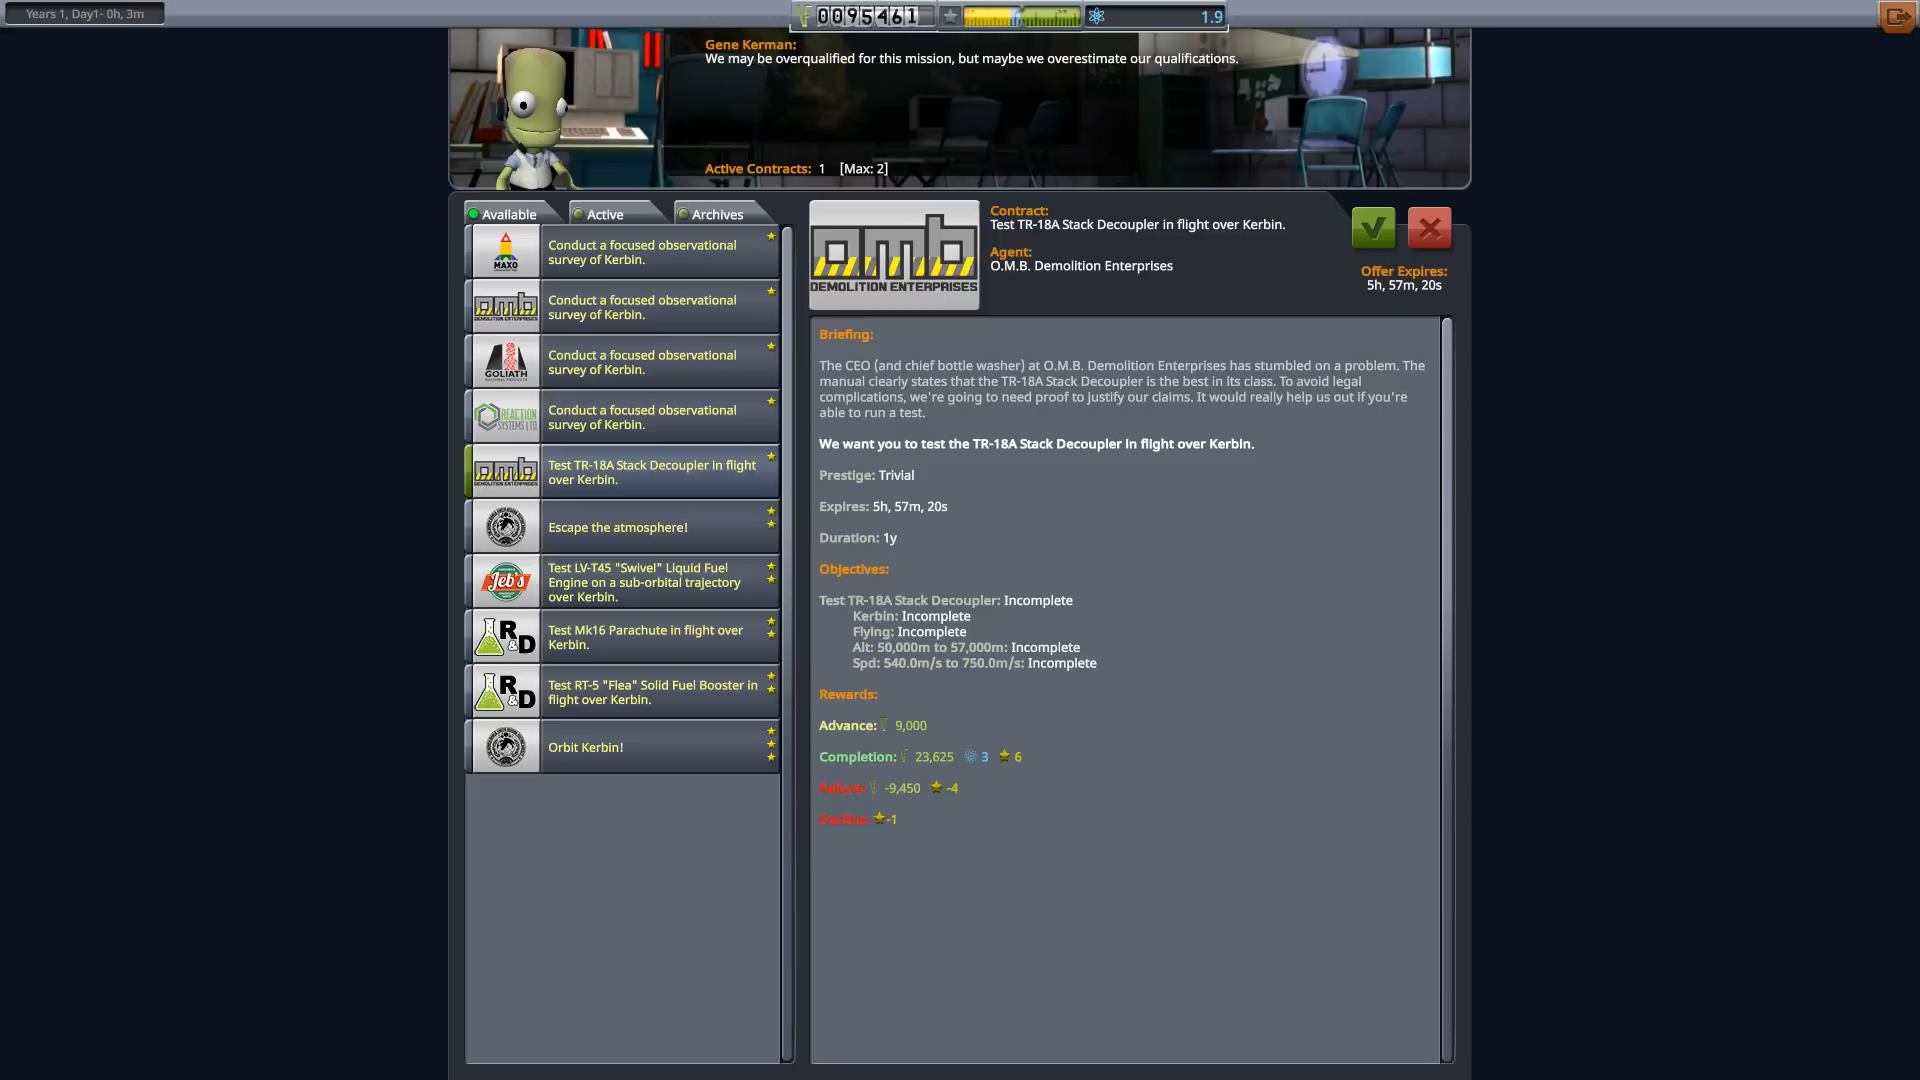 Years 1, Day1- 0h, 3m
0095461
1.9
Gene Kerman:
We may be overqualified for this mission, but maybe we overestimate our qualifications.
Active Contracts: 1 [Max: 2]
Available
Active
Archives
MAXO
Conduct a focused observational
survey of Kerbin.
omb
Conduct a focused observational
survey of Kerbin.
GOLIATH
Conduct a focused observational
survey of Kerbin.
REACTION
SYSTEMS LTD
Conduct a focused observational
survey of Kerbin.
omb
Test TR-18A Stack Decoupler in flight
over Kerbin.
Escape the atmosphere!
Jeb's
Test LV-T45 "Swivel" Liquid Fuel
Engine on a sub-orbital trajectory
over Kerbin.
R&D
Test Mk16 Parachute in flight over
Kerbin.
R&D
Test RT-5 "Flea" Solid Fuel Booster in
flight over Kerbin.
Orbit Kerbin!
omb
DEMOLITION ENTERPRISES
Contract:
Test TR-18A Stack Decoupler in flight over Kerbin.
Agent:
O.M.B. Demolition Enterprises
Offer Expires:
5h, 57m, 20s
Briefing:
The CEO (and chief bottle washer) at O.M.B. Demolition Enterprises has stumbled on a problem. The
manual clearly states that the TR-18A Stack Decoupler is the best in its class. To avoid legal
complications, we're going to need proof to justify our claims. It would really help us out if you're
able to run a test.
We want you to test the TR-18A Stack Decoupler in flight over Kerbin.
Prestige: Trivial
Expires: 5h, 57m, 20s
Duration: 1y
Objectives:
Test TR-18A Stack Decoupler: Incomplete
Kerbin: Incomplete
Flying: Incomplete
Alt: 50,000m to 57,000m: Incomplete
Spd: 540.0m/s to 750.0m/s: Incomplete
Rewards:
Advance: 9,000
Completion: 23,625 3 6
Failure: -9,450 -4
Decline: -1